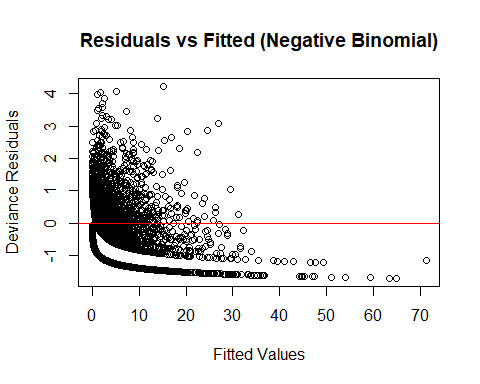 Residuals vs Fitted (Negative Binomial)
Deviance Residuals
4
3
2
1
0
-1
0 10 20 30 40 50 60 70
Fitted Values